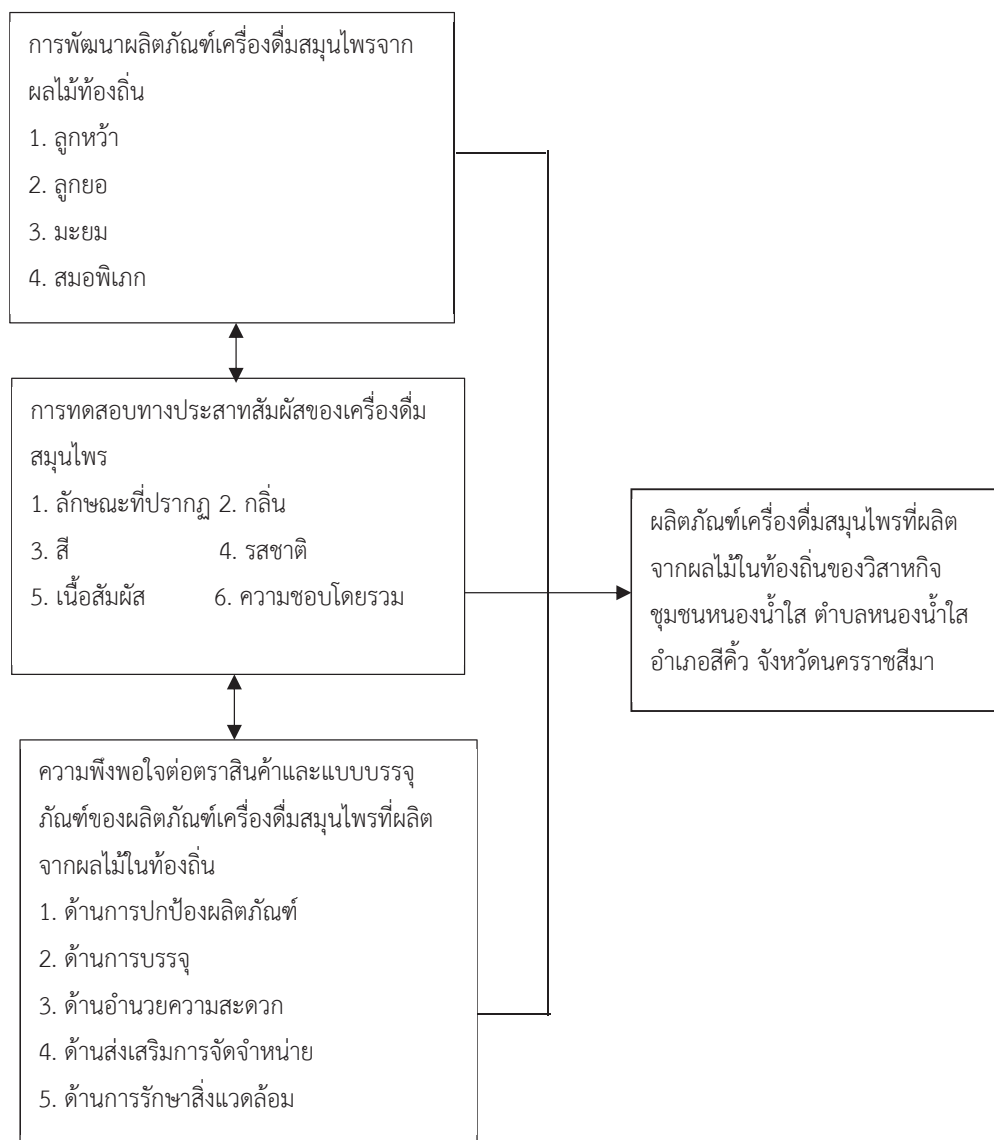 การพัฒนาผลิตภัณฑ์เครื่องดื่มสมุนไพรจาก
ผลไม้ท้องถิ่น
1. ลูกหว้า
2. ลูกยอ
3. มะยม
4. สมอพิเภก
การทดสอบทางประสาทสัมผัสของเครื่องดื่ม
สมุนไพร
1. ลักษณะที่ปรากฏ 2. กลิ่น
3. สี 4. รสชาติ
5. เนื้อสัมผัส 6. ความชอบโดยรวม
ความพึงพอใจต่อตราสินค้าและแบบบรรจุ
ภัณฑ์ของผลิตภัณฑ์เครื่องดื่มสมุนไพรที่ผลิต
จากผลไม้ในท้องถิ่น
1. ด้านการปกป้องผลิตภัณฑ์
2. ด้านการบรรจุ
3. ด้านอำนวยความสะดวก
4. ด้านส่งเสริมการจัดจำหน่าย
5. ด้านการรักษาสิ่งแวดล้อม
ผลิตภัณฑ์เครื่องดื่มสมุนไพรที่ผลิต
จากผลไม้ในท้องถิ่นของวิสาหกิจ
ชุมชนหนองน้ำใส ตำบลหนองน้ำใส
อำเภอสีคิ้ว จังหวัดนครราชสีมา